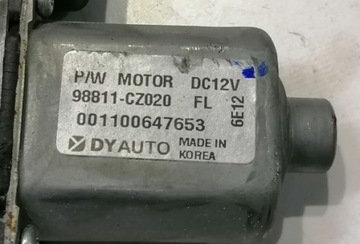 P/W MOTOR DC12V
98811-CZ020 FL
6E12
001100647653
DYAUTO MADE IN
KOREA